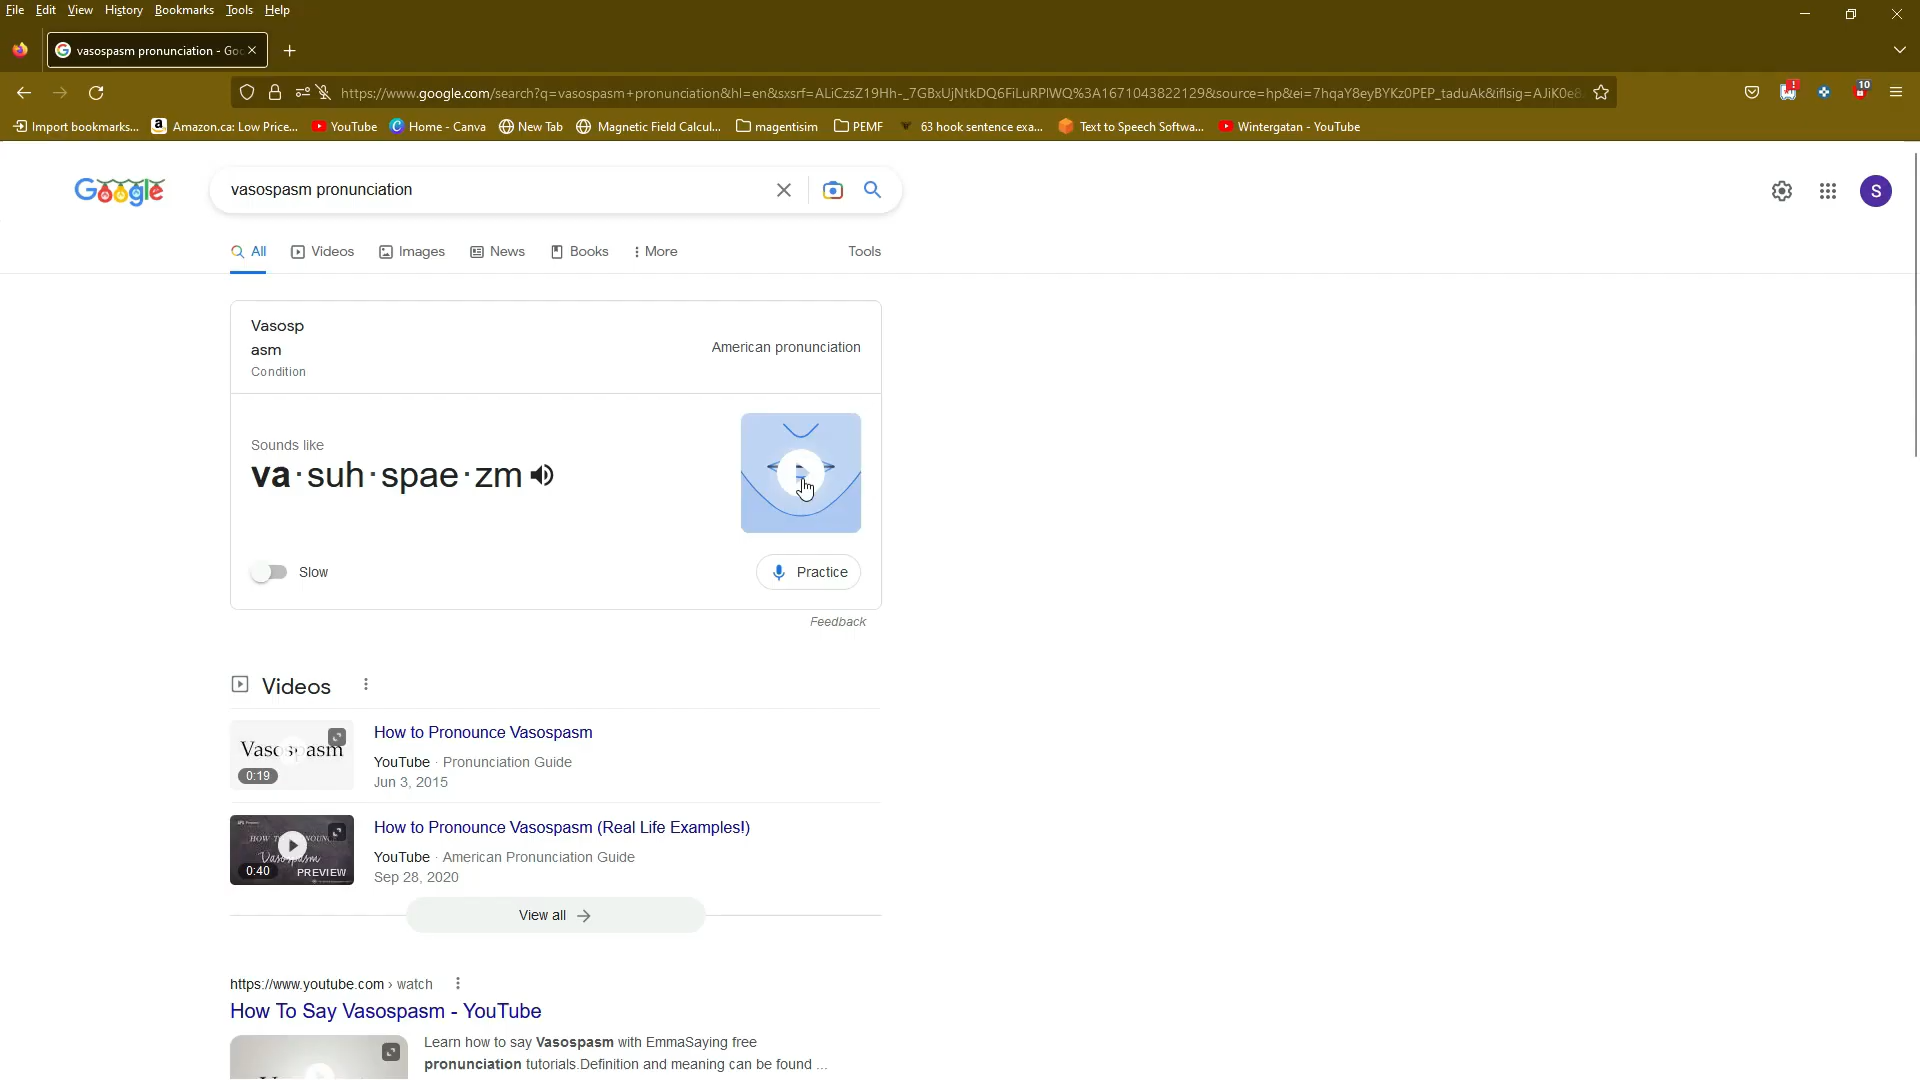 File Edit View History Bookmarks Tools Help
vasospasm pronunciation - Goo
https://www.google.com/search?q=vasospasm+pronunciation&hl=en&sxsrf=ALiCzsZ19Hh-_7GBxUjNtkDQ6FiLuRPlWQ%3A1671043822129&source=hp&ei=7hqaY8eyBYKz0PEP_taduAk&iflsig=AJiK0e8
10
Import bookmarks... Amazon.ca: Low Price... YouTube Home - Canva New Tab Magnetic Field Calcul... magentisim PEMF 63 hook sentence exa... Text to Speech Softwa... Wintergatan - YouTube
Google
vasospasm pronunciation
S
All Videos Images News Books More Tools
Vasosp
asm
American pronunciation
Condition
Sounds like
va·suh·spae·zm
Slow
Practice
Feedback
Videos
Vasospasm
0:19
How to Pronounce Vasospasm
YouTube · Pronunciation Guide
Jun 3, 2015
Vasospasm
0:40
PREVIEW
How to Pronounce Vasospasm (Real Life Examples!)
YouTube · American Pronunciation Guide
Sep 28, 2020
View all
https://www.youtube.com › watch
How To Say Vasospasm - YouTube
Learn how to say Vasospasm with EmmaSaying free
pronunciation tutorials.Definition and meaning can be found ...